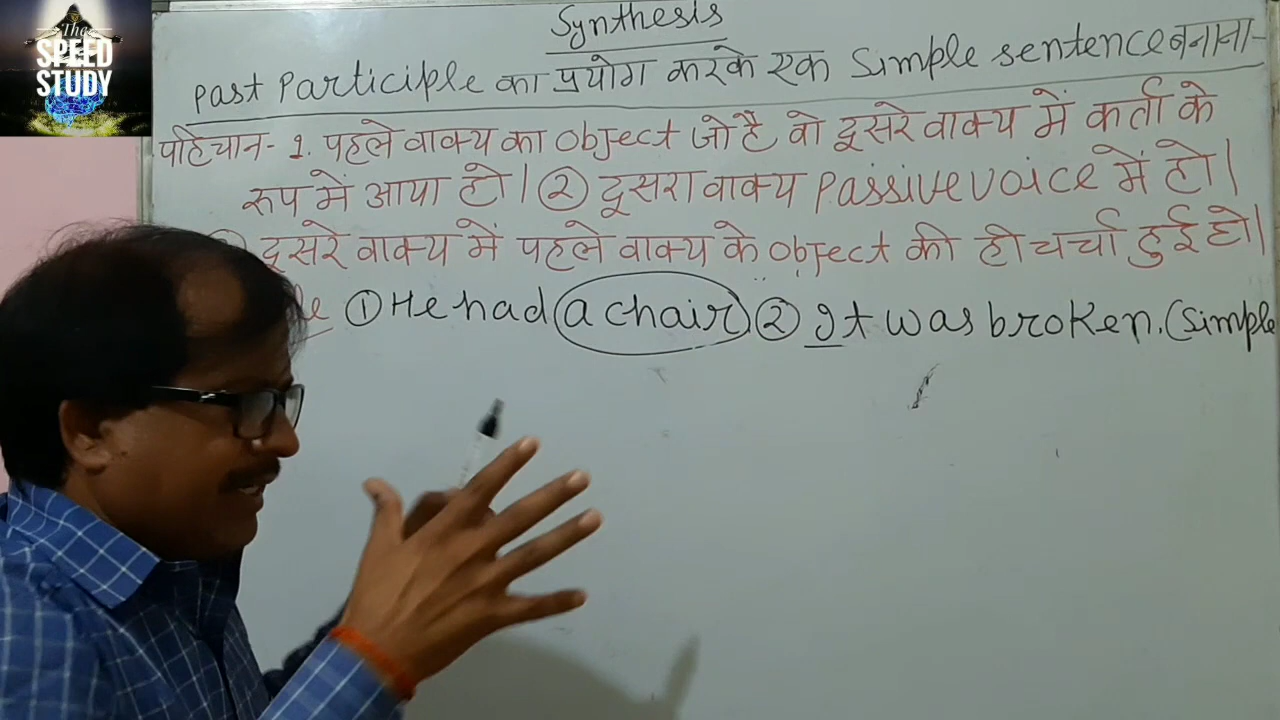 The
SPEED
STUDY
Synthesis
Past Participle का प्रयोग करके एक Simple sentence बनाना-
पहिचान- 1. पहले वाक्य का object जो है वो दूसरे वाक्य में कर्ता के
रूप में आया हो। ② दूसरा वाक्य Passive voice में हो।
दूसरे वाक्य में पहले वाक्य के object की ही चर्चा हुई हो।
① He had a chair ② It was broken. (Simple